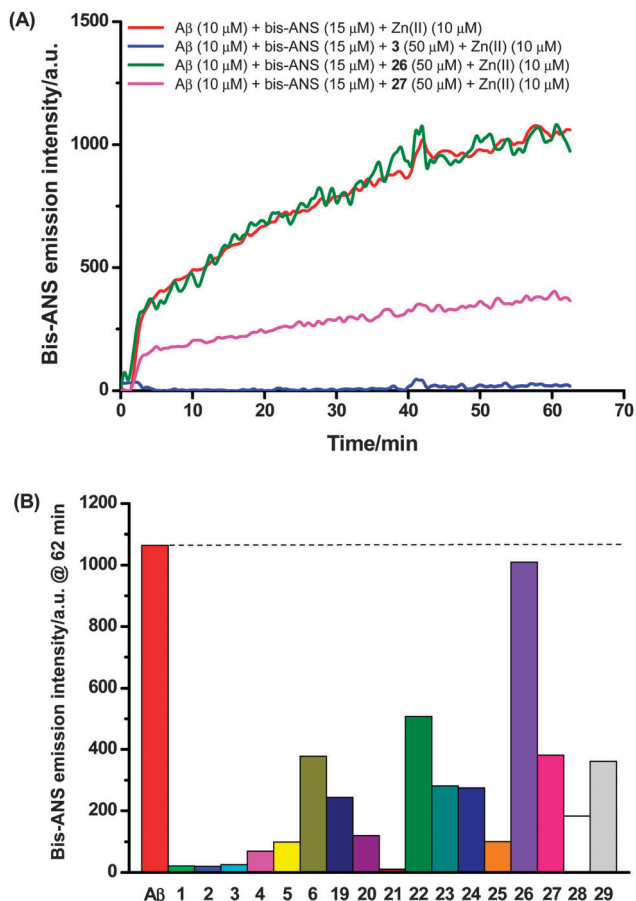 (A)
Aβ (10 μM) + bis-ANS (15 μM) + Zn(II) (10 μM)
Aβ (10 μM) + bis-ANS (15 μM) + 3 (50 μM) + Zn(II) (10 μM)
Aβ (10 μM) + bis-ANS (15 μM) + 26 (50 μM) + Zn(II) (10 μM)
Aβ (10 μM) + bis-ANS (15 μM) + 27 (50 μM) + Zn(II) (10 μM)
Bis-ANS emission intensity/a.u.
1500
1000
500
0
0 10 20 30 40 50 60 70
Time/min
(B)
Bis-ANS emission intensity/a.u. @ 62 min
1200
1000
800
600
400
200
0
Aβ 1 2 3 4 5 6 19 20 21 22 23 24 25 26 27 28 29